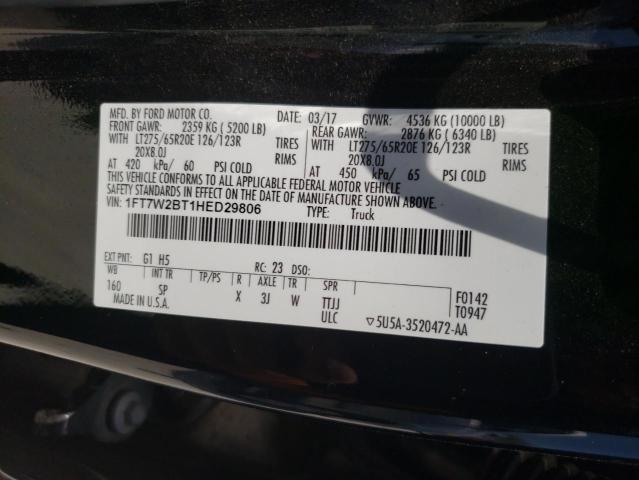 MFD. BY FORD MOTOR CO. DATE: 03/17 GVWR: 4536 KG (10000 LB)
FRONT GAWR: 2359 KG (5200 LB) REAR GAWR: 2876 KG (6340 LB)
WITH LT275/65R20E 126/123R TIRES WITH LT275/65R20E 126/123R TIRES
20X8.0J RIMS 20X8.0J RIMS
AT 420 kPa/ 60 PSI COLD AT 450 kPa/ 65 PSI COLD
THIS VEHICLE CONFORMS TO ALL APPLICABLE FEDERAL MOTOR VEHICLE
SAFETY STANDARDS IN EFFECT ON THE DATE OF MANUFACTURE SHOWN ABOVE.
VIN: 1FT7W2BT1HED29806 TYPE: Truck
EXT PNT: G1 H5 RC: 23 DSO:
WB INT TR TP/PS R AXLE TR SPR
160 SP X 3J W TTJJ F0142
MADE IN U.S.A. ULC T0947
▽5U5A-3520472-AA